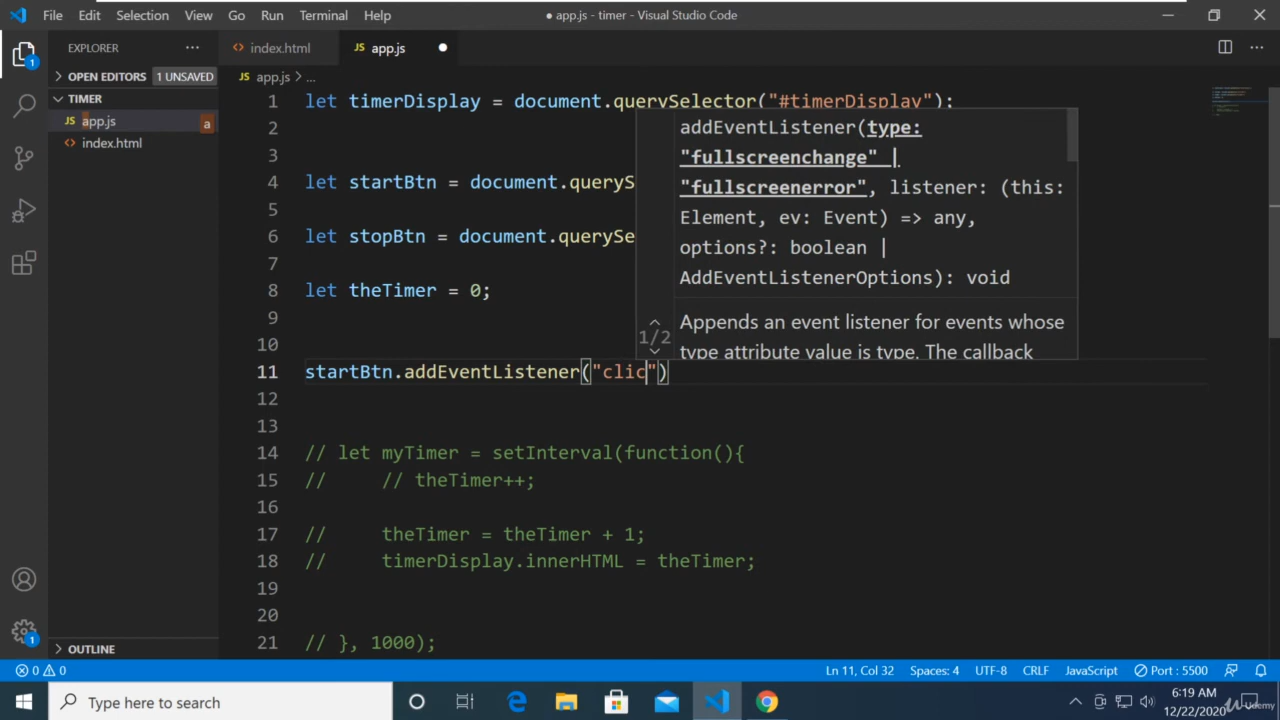 File Edit Selection View Go Run Terminal Help
● app.js - timer - Visual Studio Code
EXPLORER ...
OPEN EDITORS 1 UNSAVED
TIMER
JS app.js a
<> index.html
OUTLINE
<> index.html
JS app.js ●
JS app.js > ...
1 let timerDisplay = document.querySelector("#timerDisplay");
2
3
4 let startBtn = document.queryS
5
6 let stopBtn = document.querySe
7
8 let theTimer = 0;
9
10
11 startBtn.addEventListener("clic")
12
13
14 // let myTimer = setInterval(function(){
15 // // theTimer++;
16
17 // theTimer = theTimer + 1;
18 // timerDisplay.innerHTML = theTimer;
19
20
21 // }, 1000);
addEventListener(type:
"fullscreenchange" |
"fullscreenerror", listener: (this:
Element, ev: Event) => any,
options?: boolean |
AddEventListenerOptions): void
1/2
Appends an event listener for events whose
type attribute value is type. The callback
1
1
0 0 Ln 11, Col 32 Spaces: 4 UTF-8 CRLF JavaScript Port : 5500
Type here to search
6:19 AM
12/22/2020
Udemy